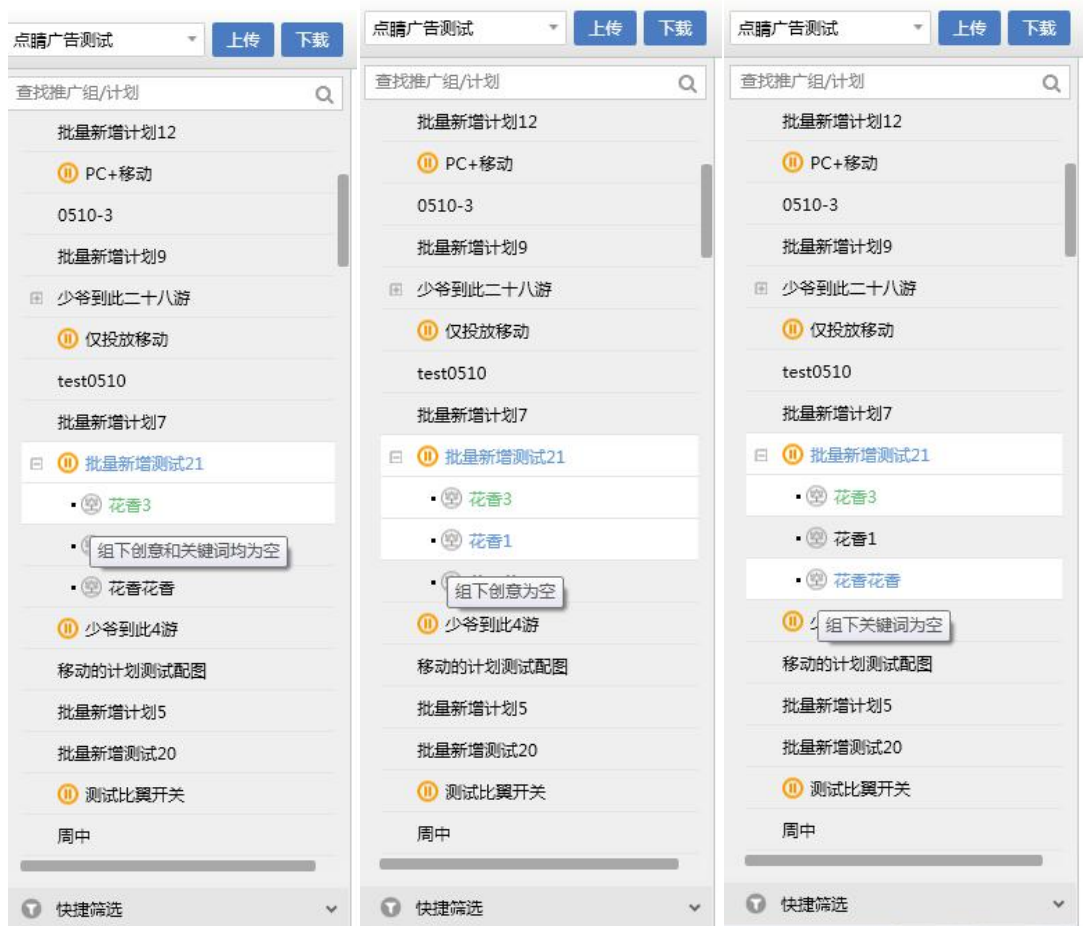 点睛广告测试 上传 下载
查找推广组/计划
批量新增计划12
PC+移动
0510-3
批量新增计划9
少爷到此二十八游
仅投放移动
test0510
批量新增计划7
批量新增测试21
空 花香3
组下创意和关键词均为空
空 花香花香
少爷到此4游
移动的计划测试配图
批量新增计划5
批量新增测试20
测试比翼开关
周中
快捷筛选
点睛广告测试 上传 下载
查找推广组/计划
批量新增计划12
PC+移动
0510-3
批量新增计划9
少爷到此二十八游
仅投放移动
test0510
批量新增计划7
批量新增测试21
空 花香3
空 花香1
组下创意为空
少爷到此4游
移动的计划测试配图
批量新增计划5
批量新增测试20
测试比翼开关
周中
快捷筛选
点睛广告测试 上传 下载
查找推广组/计划
批量新增计划12
PC+移动
0510-3
批量新增计划9
少爷到此二十八游
仅投放移动
test0510
批量新增计划7
批量新增测试21
空 花香3
空 花香1
空 花香花香
组下关键词为空
移动的计划测试配图
批量新增计划5
批量新增测试20
测试比翼开关
周中
快捷筛选